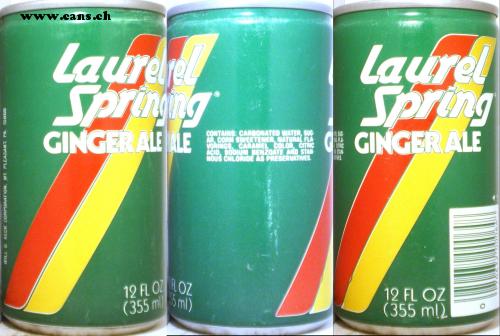 www.cans.ch
Laurel
Spring
GINGER ALE
12 FL OZ
(355 ml)
CONTAINS: CARBONATED WATER, SUG-
AR, CORN SWEETENER, NATURAL FLA-
VORINGS, CARAMEL COLOR, CITRIC
ACID, SODIUM BENZOATE AND STAN-
NOUS CHLORIDE AS PRESERVATIVES.
FL OZ
Laurel
Spring
GINGER ALE
12 FL OZ
(355 ml)